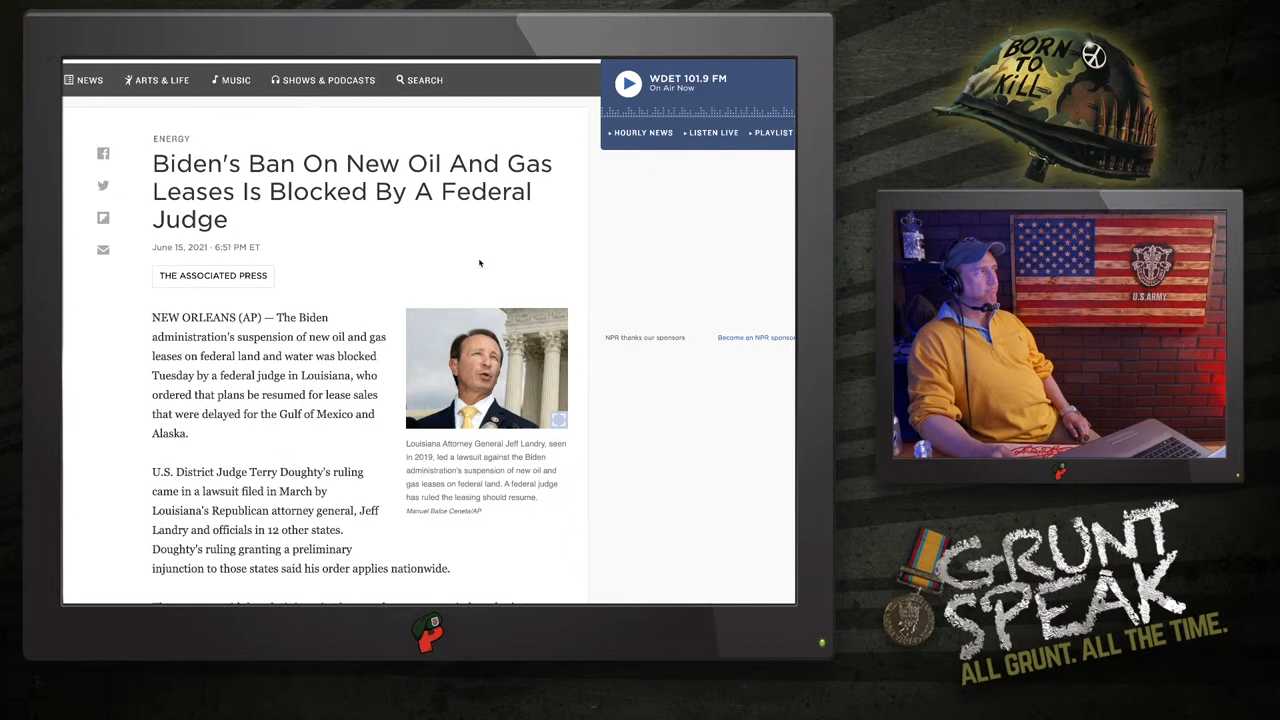 NEWS
ARTS & LIFE
MUSIC
SHOWS & PODCASTS
SEARCH
WDET 101.9 FM
On Air Now
HOURLY NEWS
LISTEN LIVE
PLAYLIST
ENERGY
Biden's Ban On New Oil And Gas
Leases Is Blocked By A Federal
Judge
June 15, 2021 · 6:51 PM ET
THE ASSOCIATED PRESS
NEW ORLEANS (AP) — The Biden
administration's suspension of new oil and gas
leases on federal land and water was blocked
Tuesday by a federal judge in Louisiana, who
ordered that plans be resumed for lease sales
that were delayed for the Gulf of Mexico and
Alaska.
U.S. District Judge Terry Doughty's ruling
came in a lawsuit filed in March by
Louisiana's Republican attorney general, Jeff
Landry and officials in 12 other states.
Doughty's ruling granting a preliminary
injunction to those states said his order applies nationwide.
Louisiana Attorney General Jeff Landry, seen
in 2019, led a lawsuit against the Biden
administration's suspension of new oil and
gas leases on federal land. A federal judge
has ruled the leasing should resume.
Manuel Balce Ceneta/AP
NPR thanks our sponsors
Become an NPR sponsor
BORN
TO
KiLL
U.S.ARMY
GRUNT
SPEAK
ALL GRUNT. ALL THE TIME.